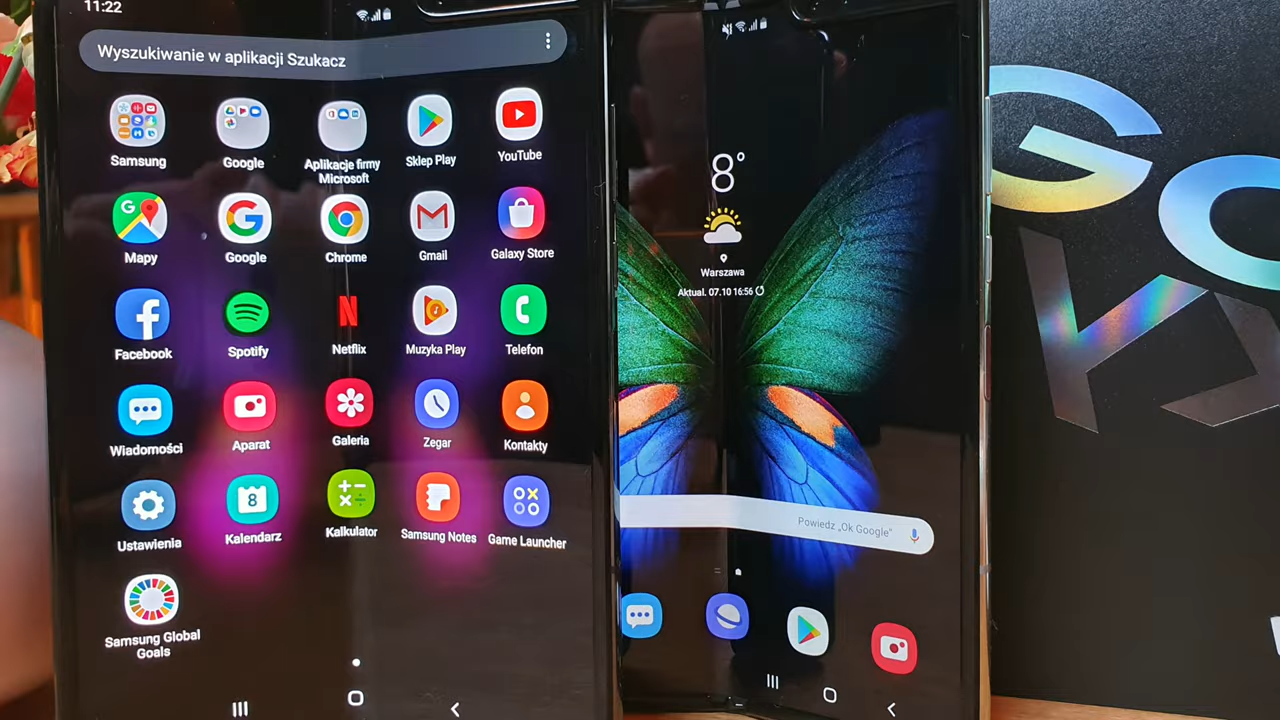 11:22
Wyszukiwanie w aplikacji Szukacz
Samsung
Google
Aplikacje firmy
Microsoft
Sklep Play
YouTube
Mapy
Google
Chrome
Gmail
Galaxy Store
Facebook
Spotify
Netflix
Muzyka Play
Telefon
Wiadomości
Aparat
Galeria
Zegar
Kontakty
8
Ustawienia
Kalendarz
Kalkulator
Samsung Notes
Game Launcher
Samsung Global
Goals
8°
Warszawa
Aktual. 07.10 16:56
Powiedz „Ok Google”